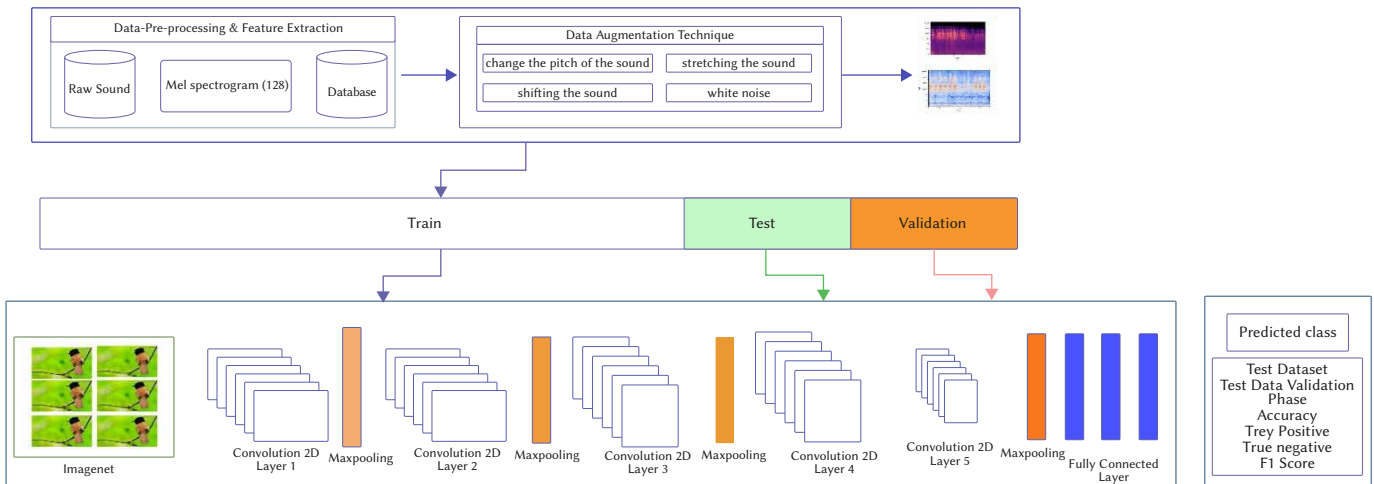 Data-Pre-processing & Feature Extraction
Raw Sound
Mel spectrogram (128)
Database
Data Augmentation Technique
change the pitch of the sound
stretching the sound
shifting the sound
white noise
Train
Test
Validation
Imagenet
Convolution 2D
Layer 1
Maxpooling
Convolution 2D
Layer 2
Maxpooling
Convolution 2D
Layer 3
Maxpooling
Convolution 2D
Layer 4
Convolution 2D
Layer 5
Maxpooling
Fully Connected
Layer
Predicted class
Test Dataset
Test Data Validation
Phase
Accuracy
Trey Positive
True negative
F1 Score